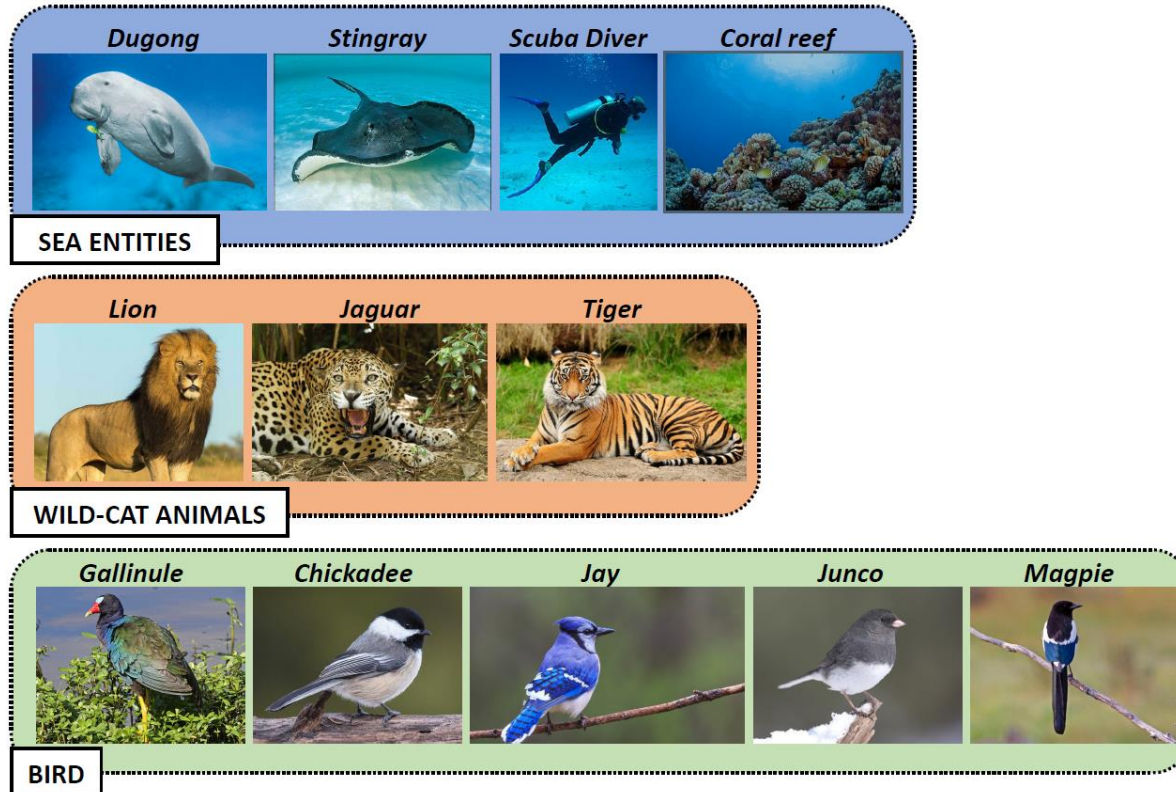 Dugong Stingray Scuba Diver Coral reef
SEA ENTITIES
Lion Jaguar Tiger
WILD-CAT ANIMALS
Gallinule Chickadee Jay Junco Magpie
BIRD